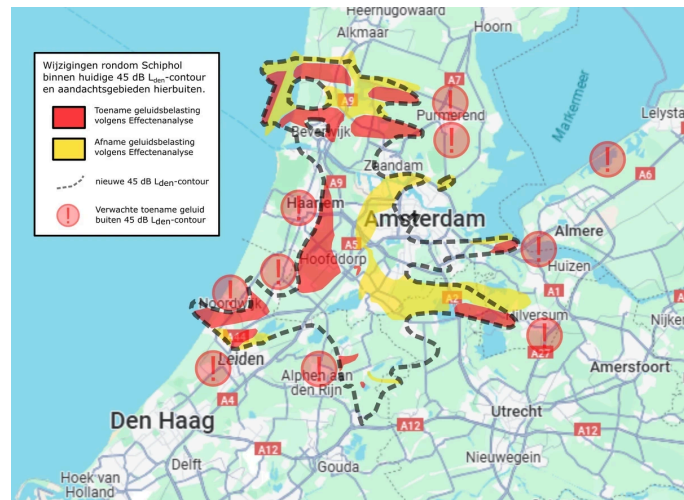 Heerhugowaard
Alkmaar
Hoorn
Wijzigingen rondom Schiphol
binnen huidige 45 dB Lden-contour
en aandachtsgebieden hierbuiten.
Toename geluidsbelasting
volgens Effectenanalyse
Afname geluidsbelasting
volgens Effectenanalyse
nieuwe 45 dB Lden-contour
Verwachte toename geluid
buiten 45 dB Lden-contour
A7
A9
Purmerend
Markermeer
Lelystad
Beverwijk
Zaandam
A6
A9
Haarlem
Amsterdam
Almere
A5
Hoofddorp
Huizen
A1
Noordwijk
A2
Hilversum
Nijker
A44
Leiden
A27
Amersfoort
Alphen aan
den Rijn
A4
Den Haag
Utrecht
A12
A12
A12
Delft
Gouda
Nieuwegein
Hoek van
Holland
Zoetermeer